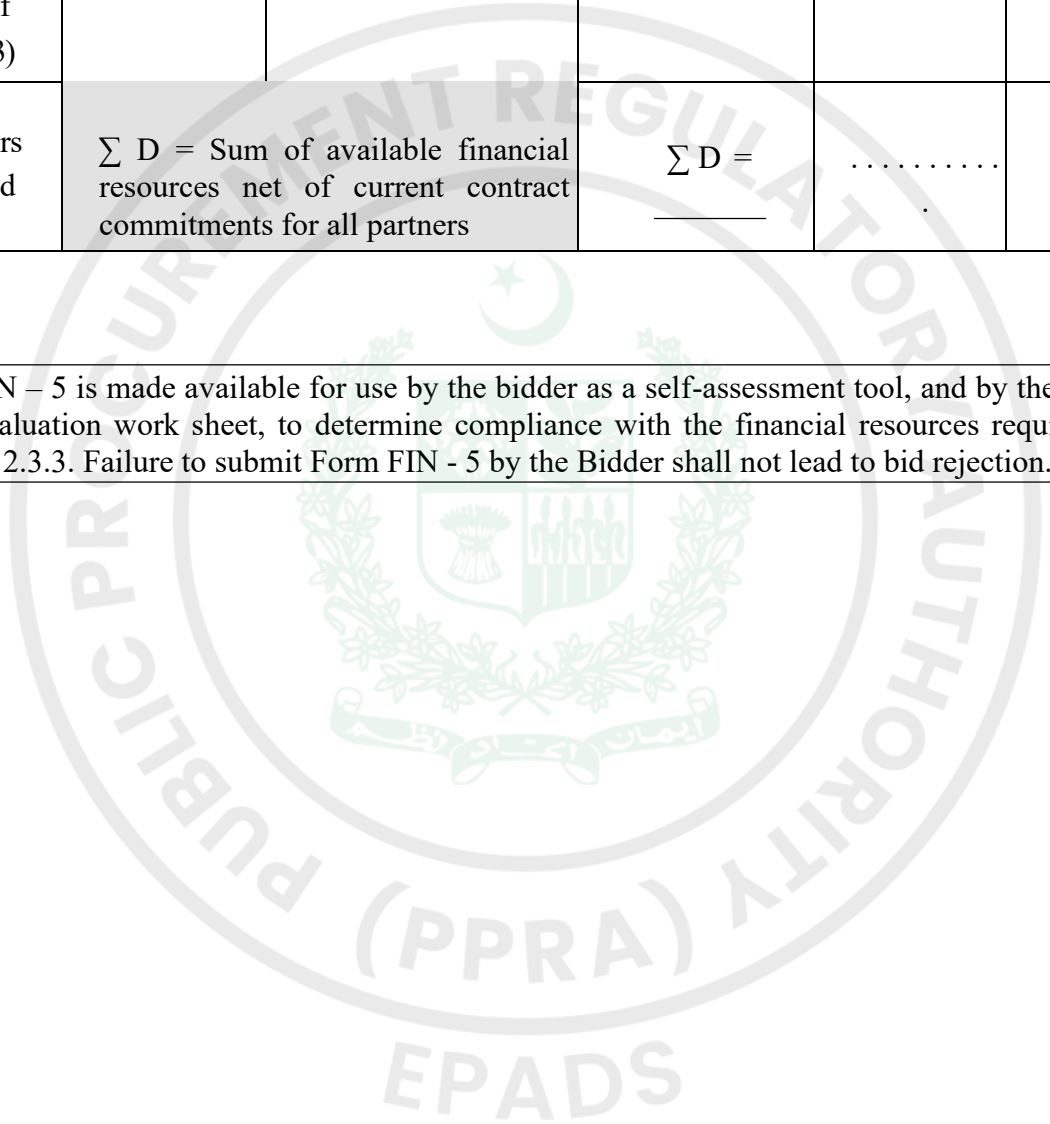 f
3)
rs
d
∑ D = Sum of available financial
resources net of current contract
commitments for all partners
∑ D =
. . . . . . . . . .
.
N – 5 is made available for use by the bidder as a self-assessment tool, and by the
aluation work sheet, to determine compliance with the financial resources requi
2.3.3. Failure to submit Form FIN - 5 by the Bidder shall not lead to bid rejection.
PUBLIC PROCUREMENT REGULATORY AUTHORITY
(PPRA)
EPADS